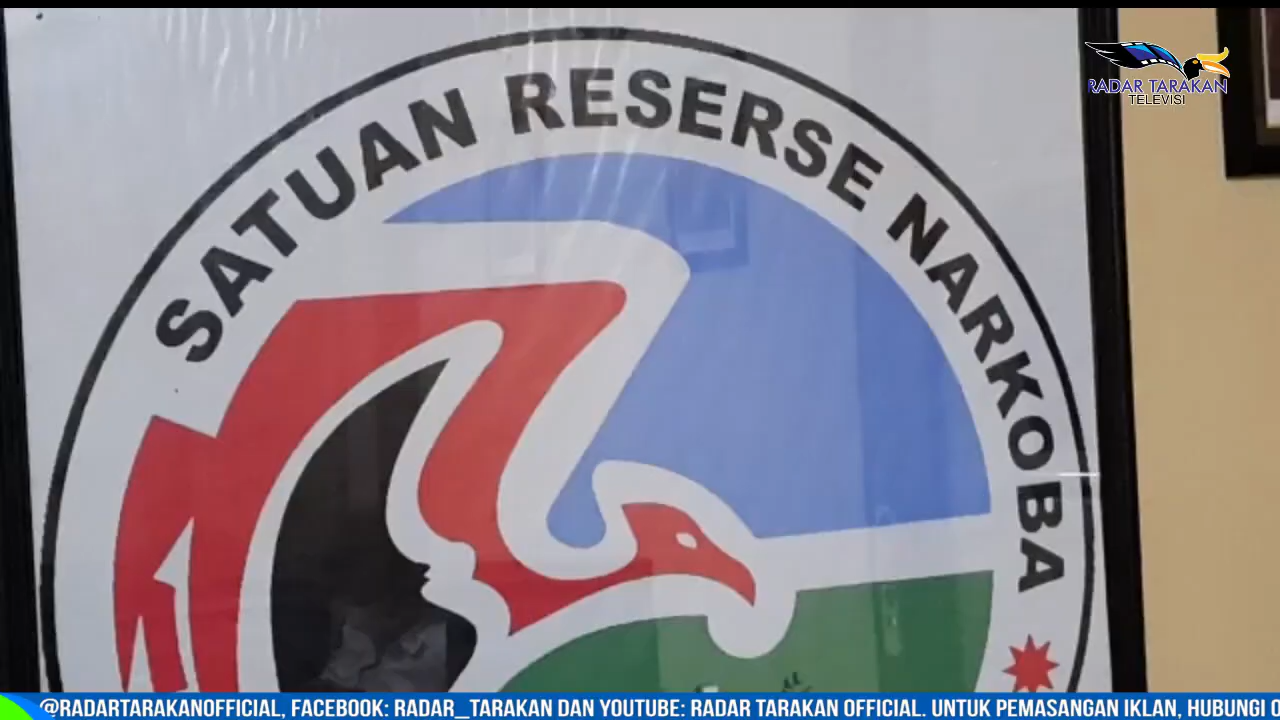 SATUAN RESERSE NARKOBA
RADAR TARAKAN
TELEVISI
@RADARTARAKANOFFICIAL, FACEBOOK: RADAR_TARAKAN DAN YOUTUBE: RADAR TARAKAN OFFICIAL. UNTUK PEMASANGAN IKLAN, HUBUNGI